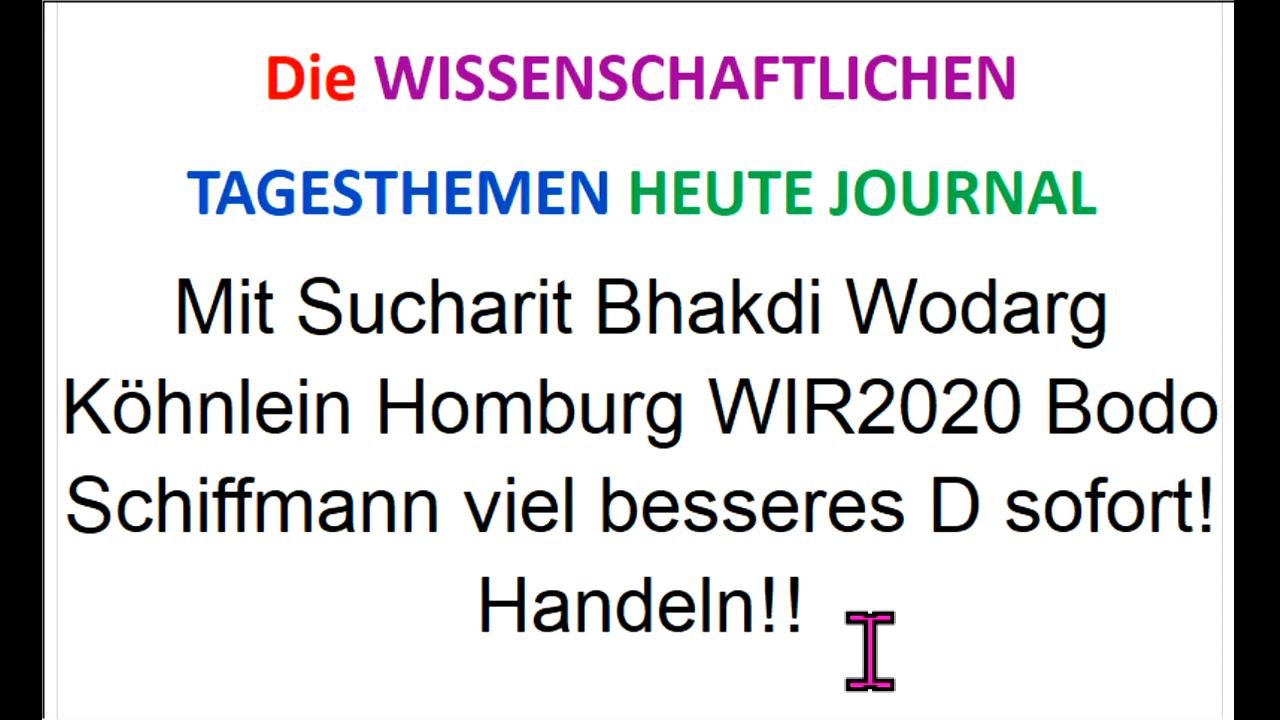 Die WISSENSCHAFTLICHEN
TAGESTHEMEN HEUTE JOURNAL
Mit Sucharit Bhakdi Wodarg
Köhnlein Homburg WIR2020 Bodo
Schiffmann viel besseres D sofort!
Handeln!!